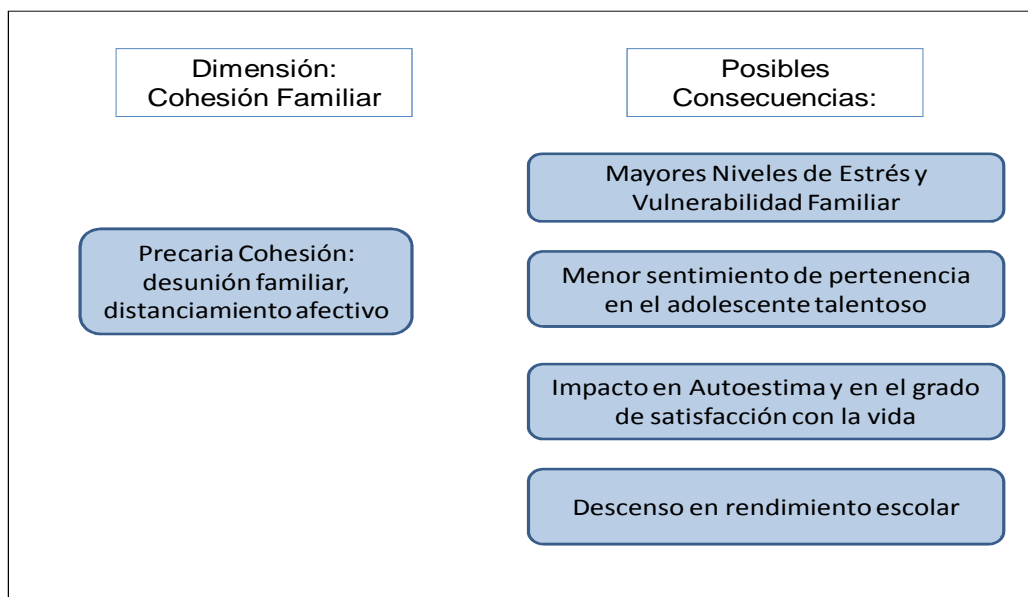 Dimensión:
Cohesión Familiar
Precaria Cohesión:
desunión familiar,
distanciamiento afectivo
Posibles
Consecuencias:
Mayores Niveles de Estrés y
Vulnerabilidad Familiar
Menor sentimiento de pertenencia
en el adolescente talentoso
Impacto en Autoestima y en el grado
de satisfacción con la vida
Descenso en rendimiento escolar